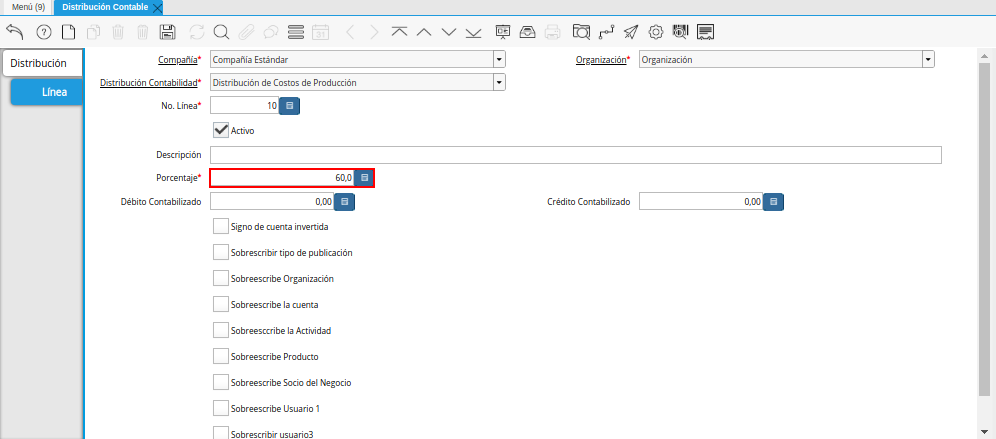 Menú (9) Distribución Contable
Distribución
Línea
Compañía* Compañía Estándar Organización* Organización
Distribución Contabilidad* Distribución de Costos de Producción
No. Línea* 10
Activo
Descripción
Porcentaje* 60,0
Débito Contabilizado 0,00 Crédito Contabilizado 0,00
Signo de cuenta invertida
Sobrescribir tipo de publicación
Sobreescribe Organización
Sobreescribe la cuenta
Sobreesccribe la Actividad
Sobreescribe Producto
Sobreescribe Socio del Negocio
Sobreescribe Usuario 1
Sobrescribir usuario3